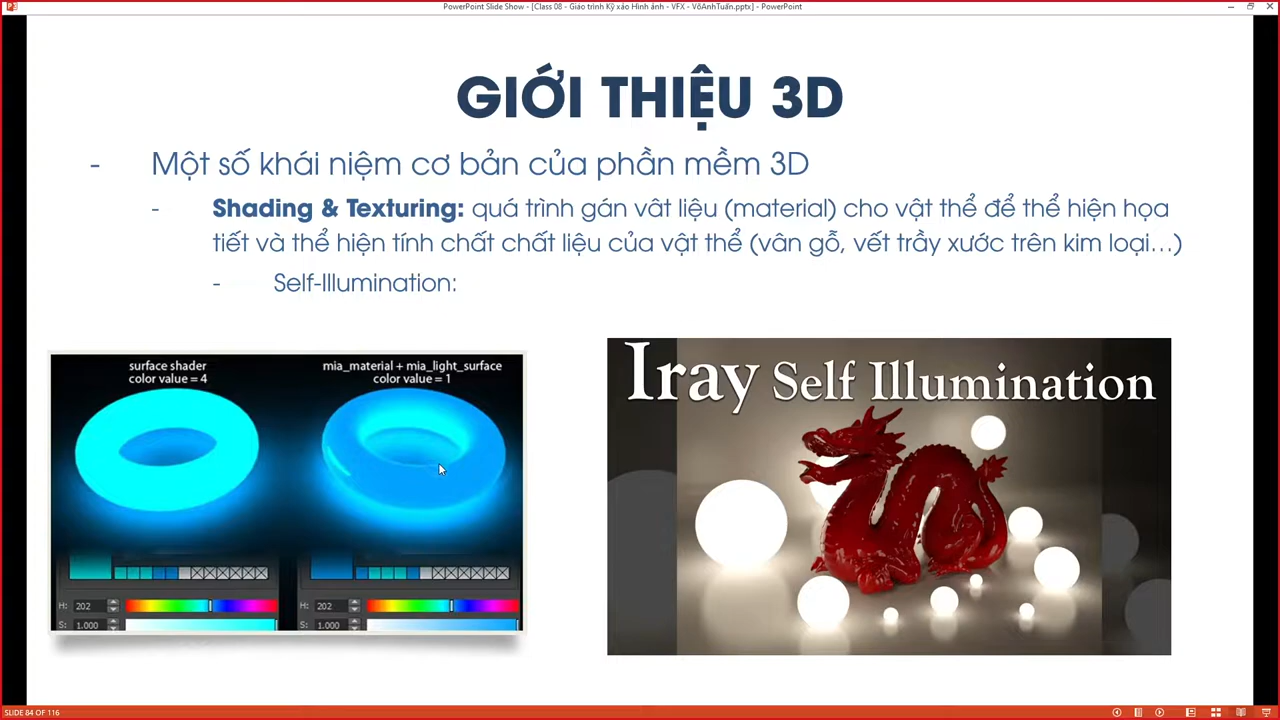 PowerPoint Slide Show - [Class 08 - Giáo trình Kỹ xảo Hình ảnh - VFX - VõAnhTuấn.pptx] - PowerPoint
GIỚI THIỆU 3D
- Một số khái niệm cơ bản của phần mềm 3D
- Shading & Texturing: quá trình gán vât liệu (material) cho vật thể để thể hiện họa
tiết và thể hiện tính chất chất liệu của vật thể (vân gỗ, vết trầy xước trên kim loại...)
- Self-Illumination:
surface shader
color value = 4
mia_material + mia_light_surface
color value = 1
H: 202
S: 1.000
H: 202
S: 1.000
Iray Self Illumination
SLIDE 84 OF 116